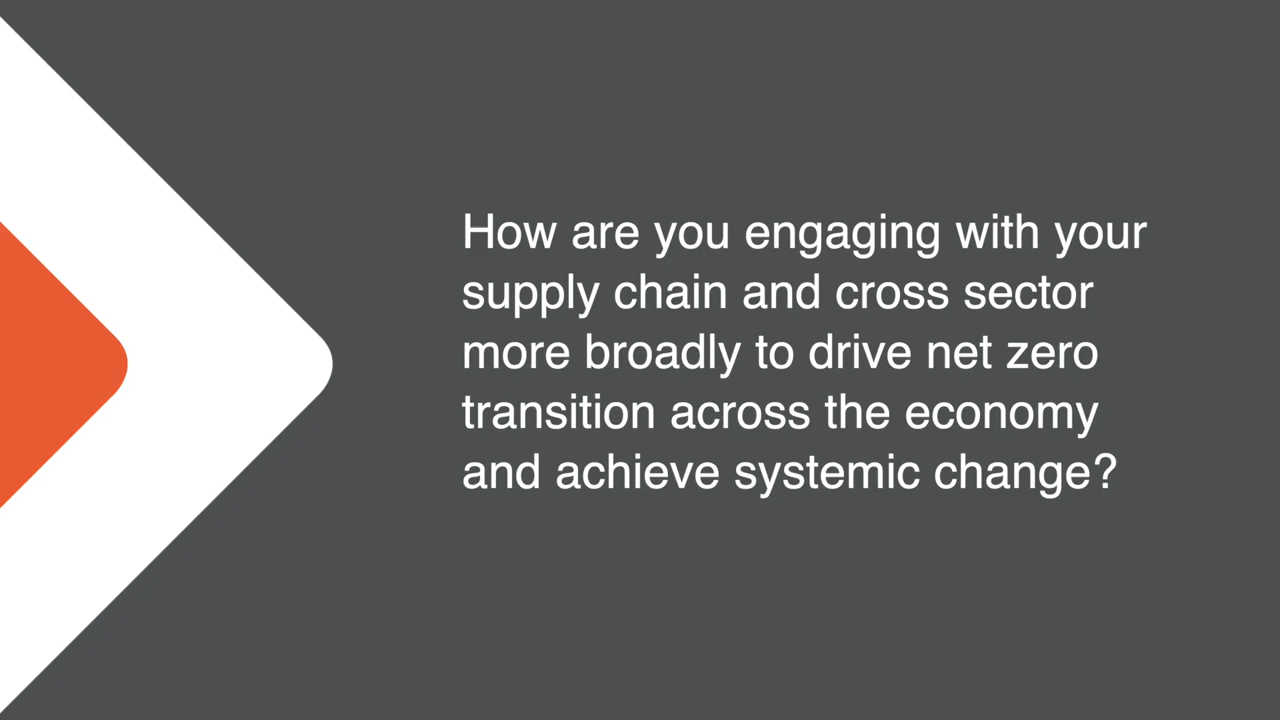 How are you engaging with your
supply chain and cross sector
more broadly to drive net zero
transition across the economy
and achieve systemic change?